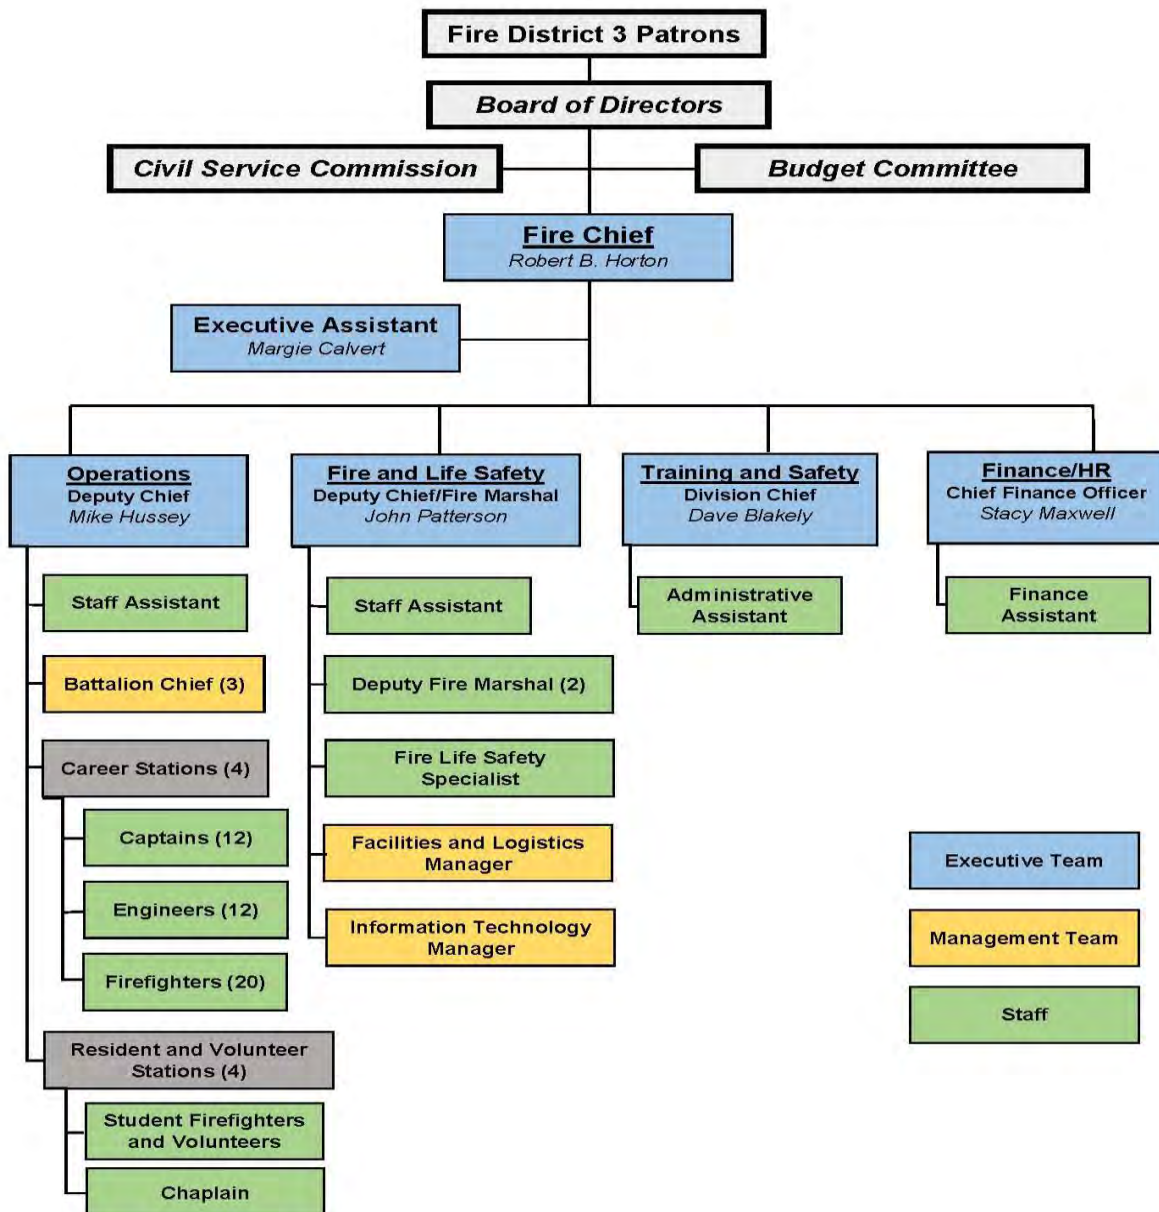 Fire District 3 Patrons
Board of Directors
Civil Service Commission
Budget Committee
Fire Chief
Robert B. Horton
Executive Assistant
Margie Calvert
Operations
Deputy Chief
Mike Hussey
Staff Assistant
Battalion Chief (3)
Career Stations (4)
Captains (12)
Engineers (12)
Firefighters (20)
Resident and Volunteer
Stations (4)
Student Firefighters
and Volunteers
Chaplain
Fire and Life Safety
Deputy Chief/Fire Marshal
John Patterson
Staff Assistant
Deputy Fire Marshal (2)
Fire Life Safety
Specialist
Facilities and Logistics
Manager
Information Technology
Manager
Training and Safety
Division Chief
Dave Blakely
Administrative
Assistant
Finance/HR
Chief Finance Officer
Stacy Maxwell
Finance
Assistant
Executive Team
Management Team
Staff